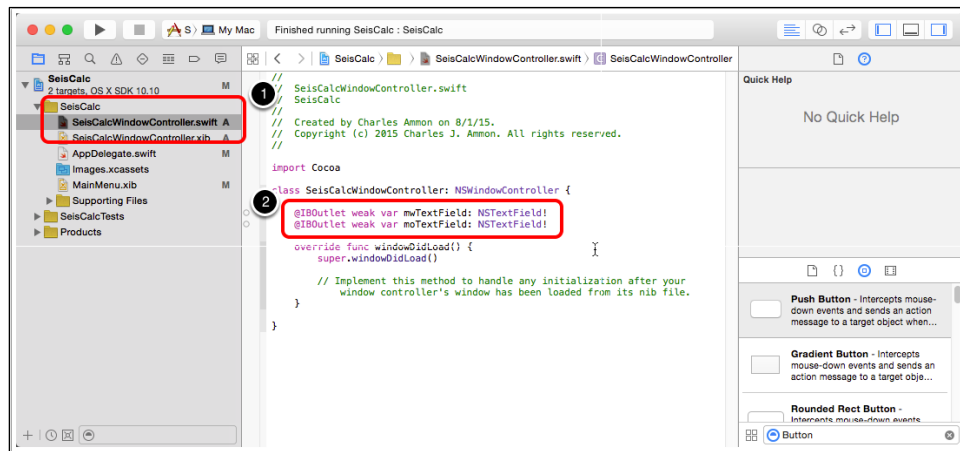 S) My Mac
Finished running SeisCalc : SeisCalc
SeisCalc
2 targets, OS X SDK 10.10
M
SeisCalc
SeisCalcWindowController.swift A
SeisCalcWindowController.xib A
AppDelegate.swift M
Images.xcassets
MainMenu.xib M
Supporting Files
SeisCalcTests
Products
1
2
SeisCalc SeisCalcWindowController.swift C SeisCalcWindowController
//
// SeisCalcWindowController.swift
// SeisCalc
//
// Created by Charles Ammon on 8/1/15.
// Copyright (c) 2015 Charles J. Ammon. All rights reserved.
//
import Cocoa
class SeisCalcWindowController: NSWindowController {
@IBOutlet weak var mwTextField: NSTextField!
@IBOutlet weak var moTextField: NSTextField!
override func windowDidLoad() {
super.windowDidLoad()
// Implement this method to handle any initialization after your
window controller's window has been loaded from its nib file.
}
}
Quick Help
No Quick Help
{}
Push Button - Intercepts mouse-
down events and sends an action
message to a target object when...
Gradient Button - Intercepts
mouse-down events and sends an
action message to a target obje...
Rounded Rect Button -
Intercepts mouse-down events
Button